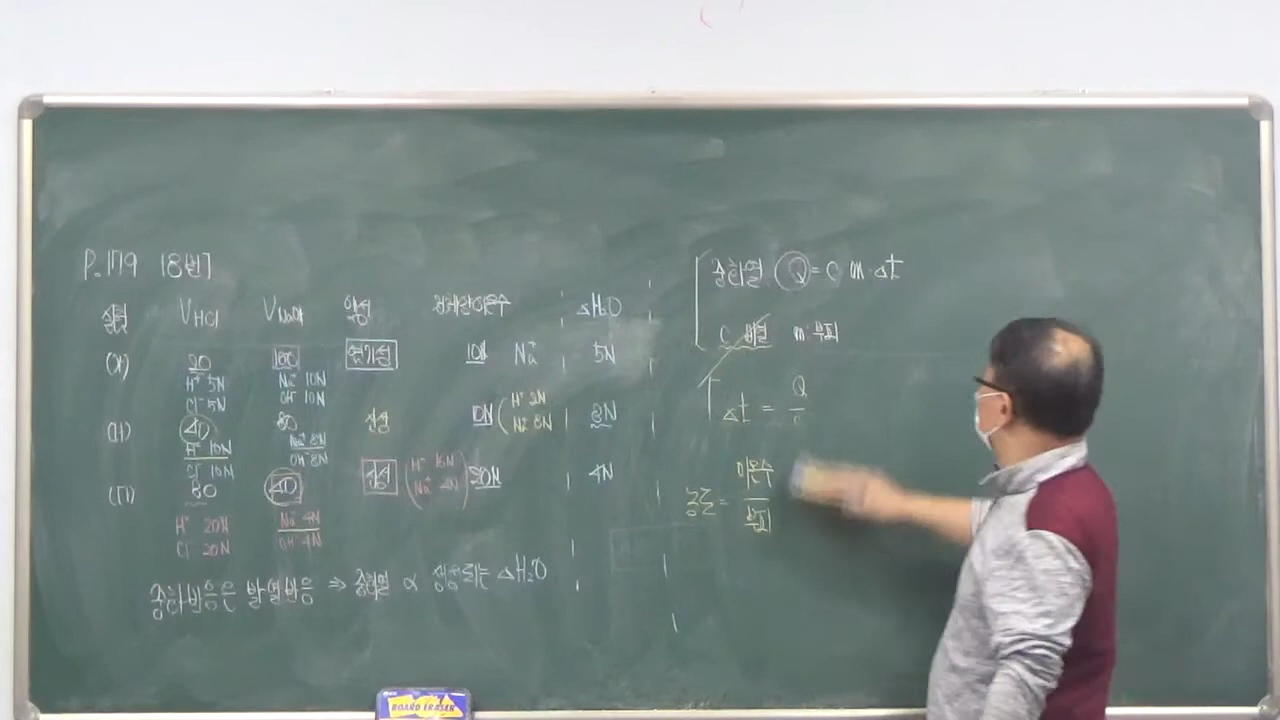 P.179 18번]
실험 V HCl V NaOH 액성 전체양이온수 △H₂O
(가) 20 100 염기성 10N Na⁺ 5N
H⁺ 5N Na⁺ 10N
Cl⁻ 5N OH⁻ 10N
(나) 40 80 산성 10N ( H⁺ 2N Na⁺ 8N 8N
H⁺ 10N Na⁺ 8N
Cl⁻ 10N OH⁻ 8N
(다) 80 40 산성 ( H⁺ 16N Na⁺ 4N ) 20N 4N
H⁺ 20N Na⁺ 4N
Cl⁻ 20N OH⁻ 4N
중화반응은 발열반응 ⇒ 중화열 ∝ 생성되는 △H₂O
중화열 Q = c m·△t
c 비열 m: 부피
△t = Q
농도 = 이온수
부피
BOARD ERASER